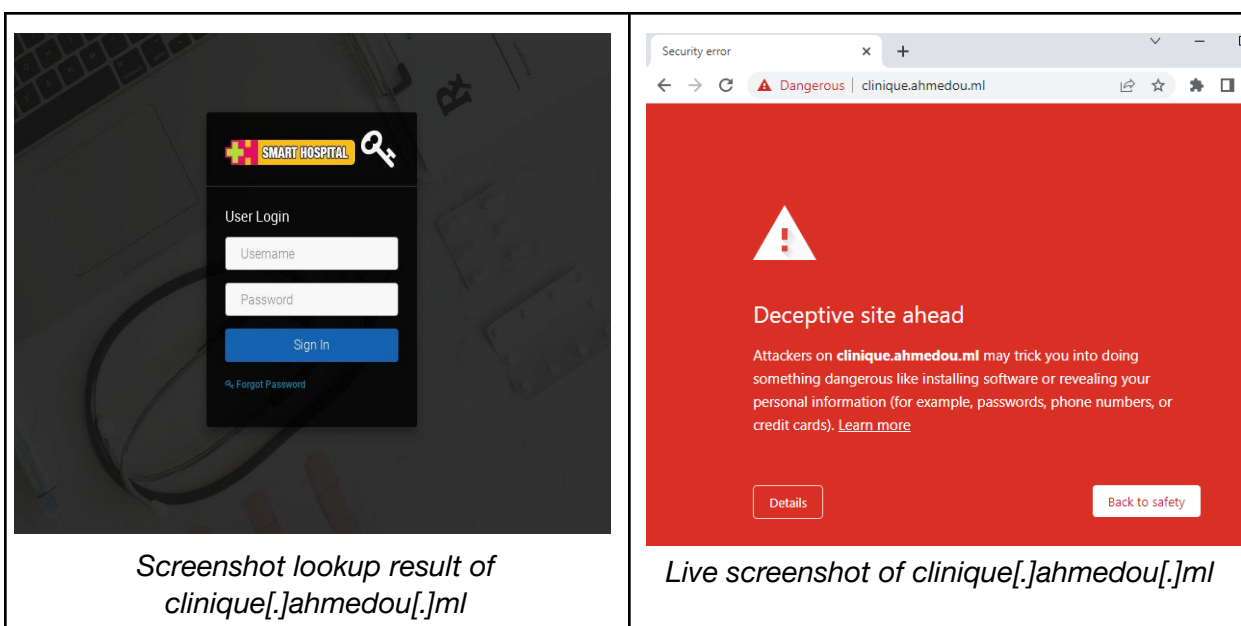 SMART HOSPITAL
User Login
Username
Password
Sign In
Forgot Password
Screenshot lookup result of
clinique[.]ahmedou[.]ml
Security error
Dangerous
clinique.ahmedou.ml
Deceptive site ahead
Attackers on clinique.ahmedou.ml may trick you into doing
something dangerous like installing software or revealing your
personal information (for example, passwords, phone numbers, or
credit cards). Learn more
Details
Back to safety
Live screenshot of clinique[.]ahmedou[.]ml